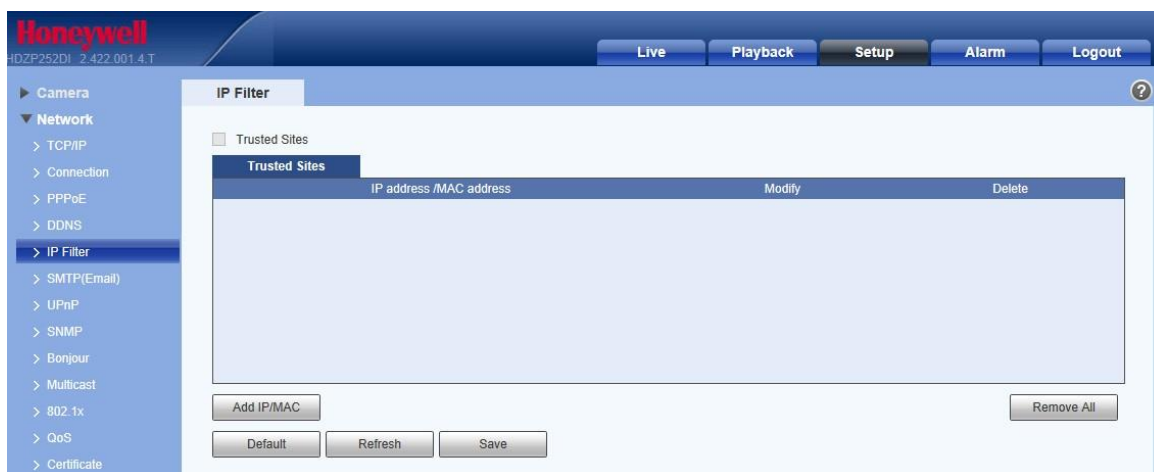 Honeywell
HDZP252DI 2.422.001.4.T
Live Playback Setup Alarm Logout
Camera
Network
> TCP/IP
> Connection
> PPPoE
> DDNS
> IP Filter
> SMTP(Email)
> UPnP
> SNMP
> Bonjour
> Multicast
> 802.1x
> QoS
> Certificate
IP Filter
?
Trusted Sites
Trusted Sites
IP address /MAC address Modify Delete
Add IP/MAC Remove All
Default Refresh Save